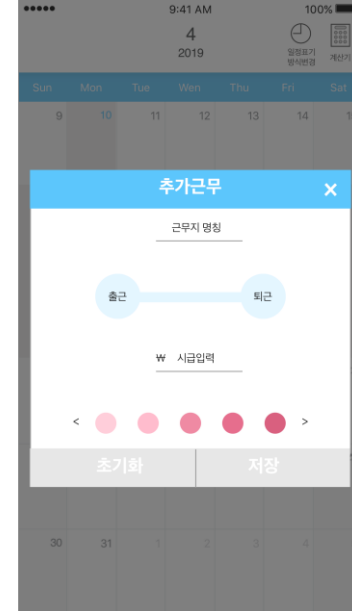 9:41 AM 100%
4
2019
일정표기
방식변경
계산기
Sun Mon Tue Wen Thu Fri Sat
9 10 11 12 13 14
추가근무 ×
근무지 명칭
출근 퇴근
₩ 시급입력
< >
초기화 저장
30 31 1 2 3 4